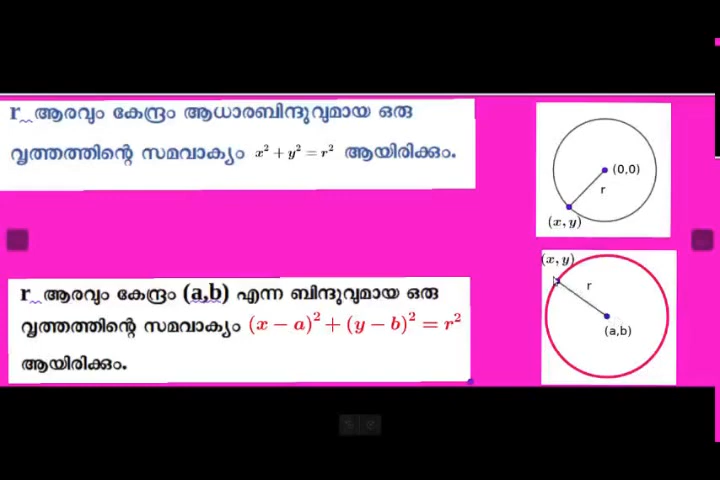 r ആരവും കേന്ദ്രം ആധാരബിന്ദുവുമായ ഒരു
വൃത്തത്തിന്റെ സമവാക്യം x² + y² = r² ആയിരിക്കും.
(0,0)
r
(x, y)
r ആരവും കേന്ദ്രം (a,b) എന്ന ബിന്ദുവുമായ ഒരു
വൃത്തത്തിന്റെ സമവാക്യം (x − a)² + (y − b)² = r²
ആയിരിക്കും.
(x, y)
r
(a,b)